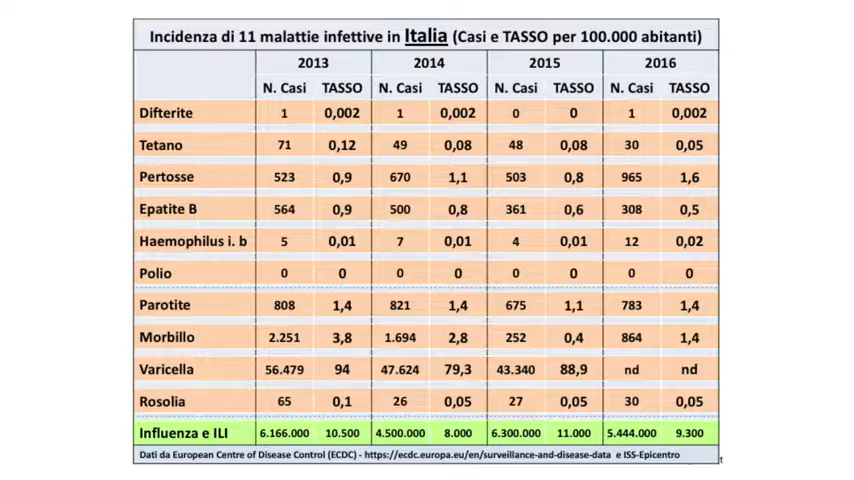 Incidenza di 11 malattie infettive in Italia (Casi e TASSO per 100.000 abitanti)
2013 2014 2015 2016
N. Casi TASSO N. Casi TASSO N. Casi TASSO N. Casi TASSO
Difterite 1 0,002 1 0,002 0 0 1 0,002
Tetano 71 0,12 49 0,08 48 0,08 30 0,05
Pertosse 523 0,9 670 1,1 503 0,8 965 1,6
Epatite B 564 0,9 500 0,8 361 0,6 308 0,5
Haemophilus i. b 5 0,01 7 0,01 4 0,01 12 0,02
Polio 0 0 0 0 0 0 0 0
Parotite 808 1,4 821 1,4 675 1,1 783 1,4
Morbillo 2.251 3,8 1.694 2,8 252 0,4 864 1,4
Varicella 56.479 94 47.624 79,3 43.340 88,9 nd nd
Rosolia 65 0,1 26 0,05 27 0,05 30 0,05
Influenza e ILI 6.166.000 10.500 4.500.000 8.000 6.300.000 11.000 5.444.000 9.300
Dati da European Centre of Disease Control (ECDC) - https://ecdc.europa.eu/en/surveillance-and-disease-data e ISS-Epicentro